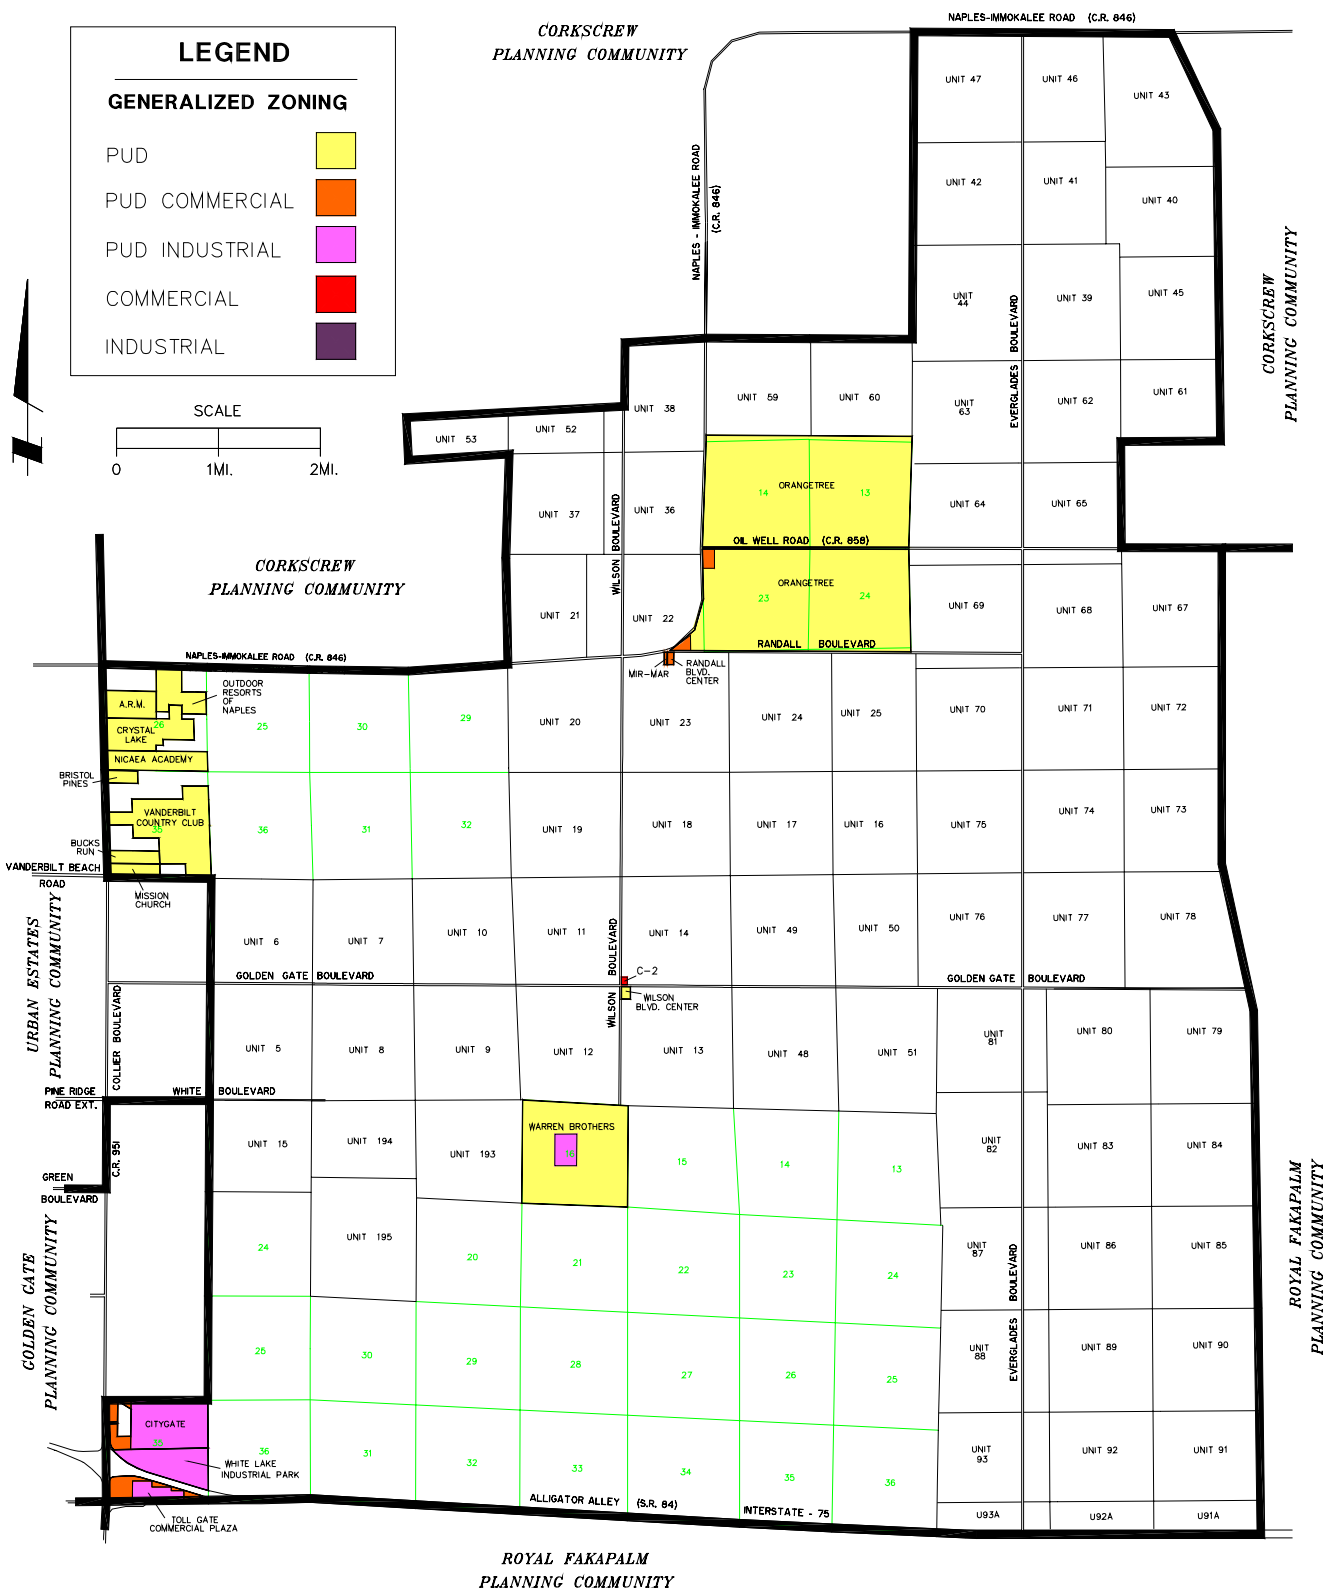 NAPLES-IMMOKALEE ROAD (C.R. 846)
CORKSCREW
PLANNING COMMUNITY
LEGEND
GENERALIZED ZONING
PUD
PUD COMMERCIAL
PUD INDUSTRIAL
COMMERCIAL
INDUSTRIAL
SCALE
0 1MI. 2MI.
UNIT 47
UNIT 46
UNIT 43
NAPLES - IMMOKALEE ROAD
(C.R. 846)
UNIT 42
UNIT 41
UNIT 40
CORKSCREW
PLANNING COMMUNITY
UNIT
44
EVERGLADES BOULEVARD
UNIT 39
UNIT 45
UNIT 53
UNIT 52
UNIT 38
UNIT 59
UNIT 60
UNIT
63
UNIT 62
UNIT 61
UNIT 37
WILSON BOULEVARD
UNIT 36
14
ORANGETREE
13
UNIT 64
UNIT 65
OIL WELL ROAD (C.R. 858)
CORKSCREW
PLANNING COMMUNITY
UNIT 21
UNIT 22
ORANGETREE
23
24
UNIT 69
UNIT 68
UNIT 67
RANDALL BOULEVARD
NAPLES-IMMOKALEE ROAD (C.R. 846)
MIR-MAR
RANDALL
BLVD.
CENTER
OUTDOOR
RESORTS
OF
NAPLES
A.R.M.
26
CRYSTAL
LAKE
NICAEA ACADEMY
BRISTOL
PINES
25
30
29
UNIT 20
UNIT 23
UNIT 24
UNIT 25
UNIT 70
UNIT 71
UNIT 72
VANDERBILT
COUNTRY CLUB
35
BUCKS
RUN
36
31
32
UNIT 19
UNIT 18
UNIT 17
UNIT 16
UNIT 75
UNIT 74
UNIT 73
VANDERBILT BEACH
ROAD
MISSION
CHURCH
URBAN ESTATES
PLANNING COMMUNITY
UNIT 6
UNIT 7
UNIT 10
UNIT 11
WILSON BOULEVARD
UNIT 14
UNIT 49
UNIT 50
UNIT 76
UNIT 77
UNIT 78
GOLDEN GATE BOULEVARD
C-2
GOLDEN GATE BOULEVARD
WILSON
BLVD. CENTER
COLLIER BOULEVARD
UNIT 5
UNIT 8
UNIT 9
UNIT 12
UNIT 13
UNIT 48
UNIT 51
UNIT
81
UNIT 80
UNIT 79
PINE RIDGE
ROAD EXT.
WHITE BOULEVARD
C.R. 951
UNIT 15
UNIT 194
UNIT 193
WARREN BROTHERS
16
15
14
13
UNIT
82
UNIT 83
UNIT 84
GREEN
BOULEVARD
GOLDEN GATE
PLANNING COMMUNITY
24
UNIT 195
20
21
22
23
24
UNIT
87
EVERGLADES BOULEVARD
UNIT 86
UNIT 85
ROYAL FAKAPALM
PLANNING COMMUNITY
25
30
29
28
27
26
25
UNIT
88
UNIT 89
UNIT 90
CITYGATE
35
WHITE LAKE
INDUSTRIAL PARK
36
31
32
33
34
35
36
UNIT
93
UNIT 92
UNIT 91
TOLL GATE
COMMERCIAL PLAZA
ALLIGATOR ALLEY (S.R. 84)
INTERSTATE - 75
U93A
U92A
U91A
ROYAL FAKAPALM
PLANNING COMMUNITY